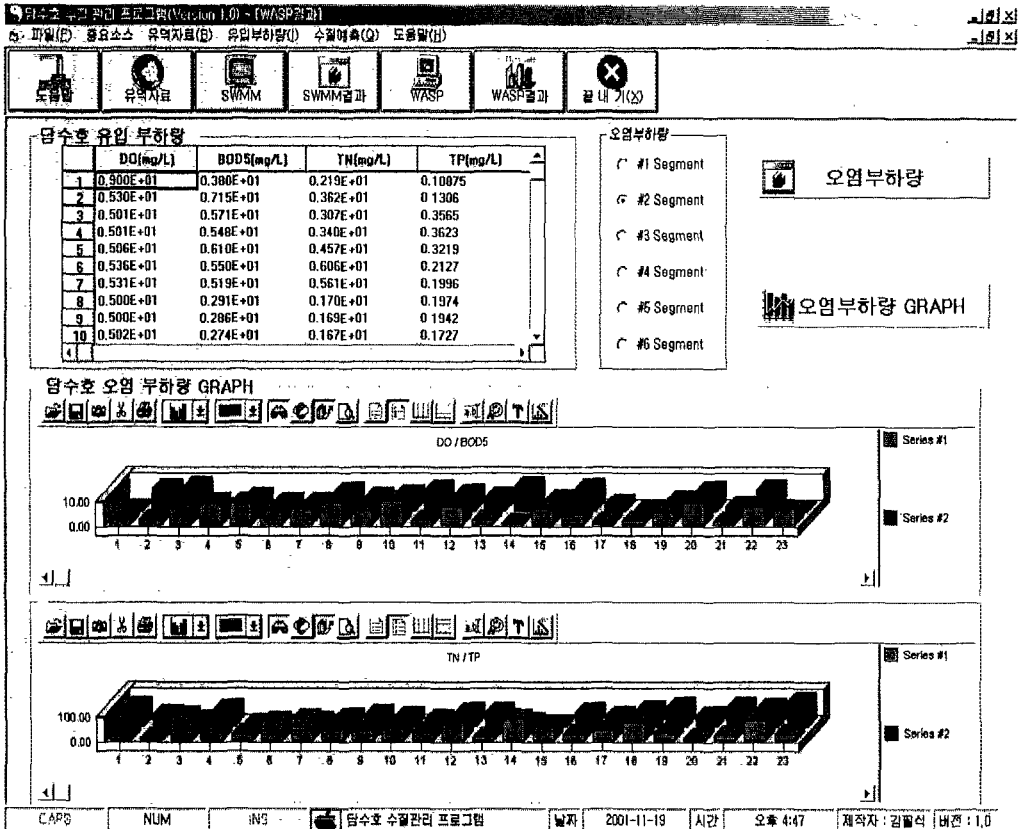 담수호 수질 관리 프로그램(Version 1.0) - [WASP결과]
파일(F) 중요소스 유역자료(B) 유입부하량(I) 수질예측(Q) 도움말(H)
도움말 유역자료 SWMM SWMM결과 WASP WASP결과 끝 내 기(X)
담수호 유입 부하량
DO(mg/L) BOD5(mg/L) TN(mg/L) TP(mg/L)
1 0.900E+01 0.380E+01 0.219E+01 0.10875
2 0.530E+01 0.715E+01 0.362E+01 0.1306
3 0.501E+01 0.571E+01 0.307E+01 0.3565
4 0.501E+01 0.548E+01 0.340E+01 0.3623
5 0.506E+01 0.610E+01 0.457E+01 0.3219
6 0.536E+01 0.550E+01 0.606E+01 0.2127
7 0.531E+01 0.519E+01 0.561E+01 0.1996
8 0.500E+01 0.291E+01 0.170E+01 0.1974
9 0.500E+01 0.286E+01 0.169E+01 0.1942
10 0.502E+01 0.274E+01 0.167E+01 0.1727
오염부하량
#1 Segment
#2 Segment
#3 Segment
#4 Segment
#5 Segment
#6 Segment
오염부하량
오염부하량 GRAPH
담수호 오염 부하량 GRAPH
DO / BOD5
10.00
0.00
1 2 3 4 5 6 7 8 9 10 11 12 13 14 15 16 17 18 19 20 21 22 23
Series #1
Series #2
TN / TP
100.00
0.00
1 2 3 4 5 6 7 8 9 10 11 12 13 14 15 16 17 18 19 20 21 22 23
Series #1
Series #2
CAPS NUM INS 담수호 수질관리 프로그램 날짜 2001-11-19 시간 오후 4:47 제작자 : 김필식 버전 : 1.0